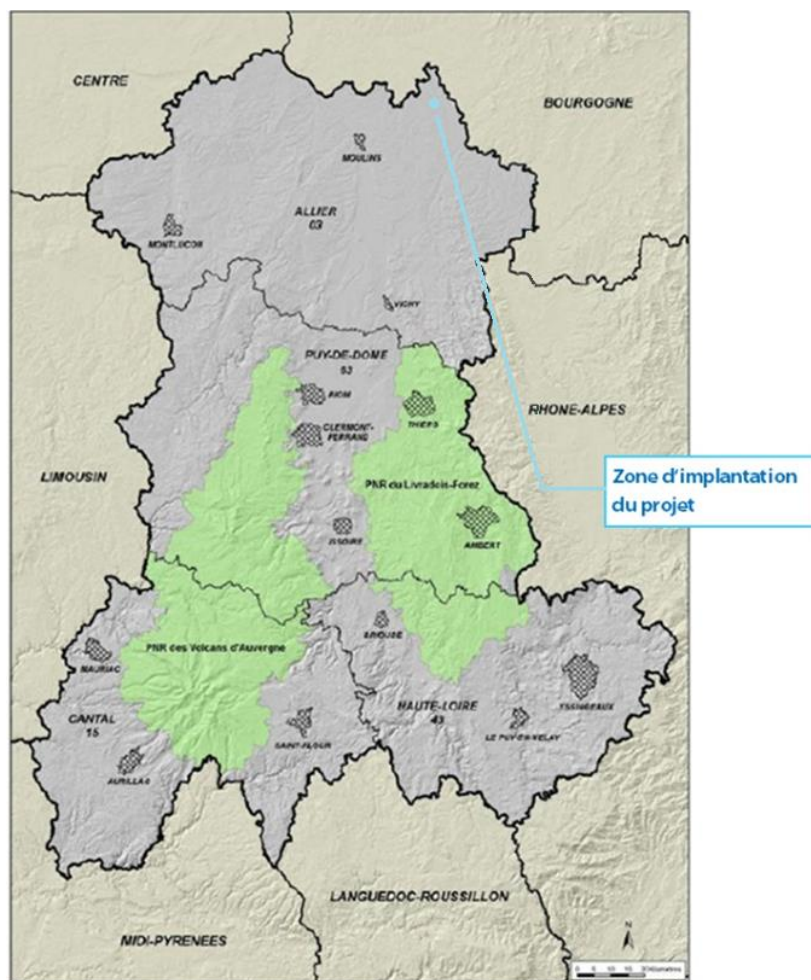 CENTRE
BOURGOGNE
MOULINS
ALLIER
03
MONTLUCON
VICHY
PUY-DE-DOME
63
RIOM
THIERS
CLERMONT-
FERRAND
RHONE-ALPES
LIMOUSIN
Zone d'implantation
du projet
PNR du Livradois-Forez
ISSOIRE
AMBERT
BRIOUDE
PNR des Volcans d'Auvergne
MAURIAC
YSSINGEAUX
HAUTE-LOIRE
43
CANTAL
15
LE PUY-EN-VELAY
SAINT-FLOUR
AURILLAC
LANGUEDOC-ROUSSILLON
MIDI-PYRENEES
N